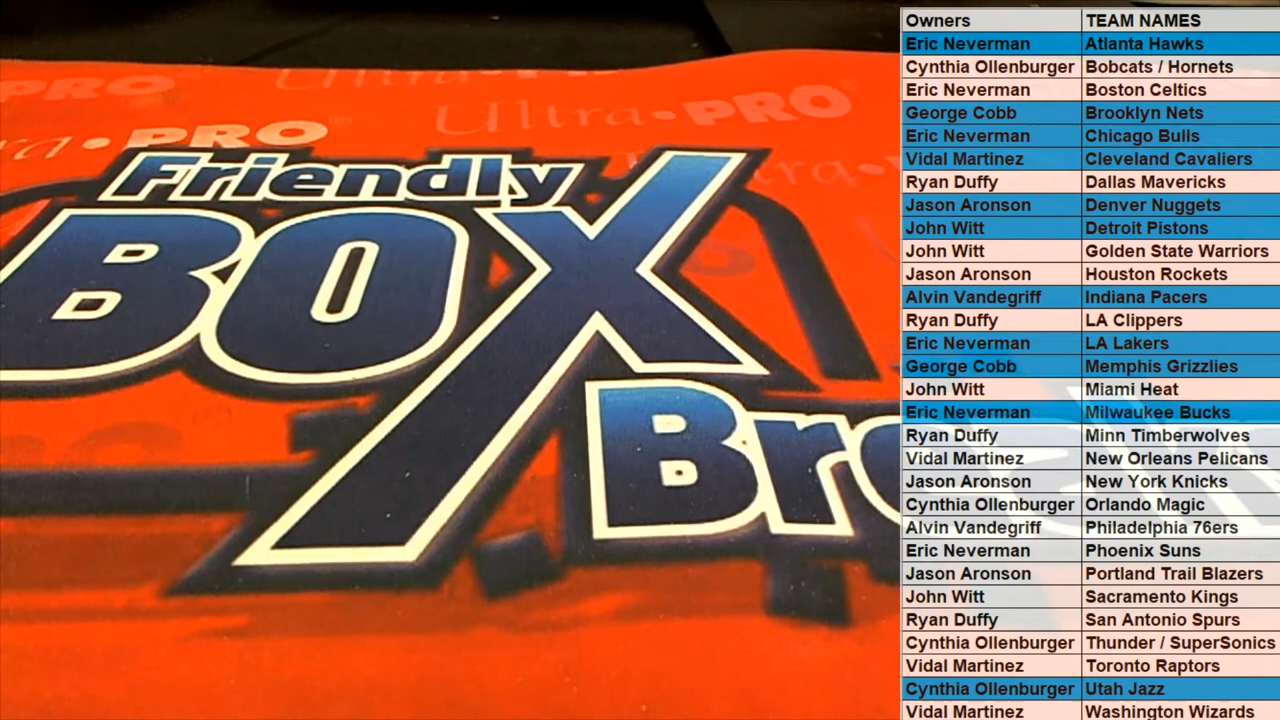 Ultra•PRO
Ultra•PRO
Friendly
BOX
Bre
Owners TEAM NAMES
Eric Neverman Atlanta Hawks
Cynthia Ollenburger Bobcats / Hornets
Eric Neverman Boston Celtics
George Cobb Brooklyn Nets
Eric Neverman Chicago Bulls
Vidal Martinez Cleveland Cavaliers
Ryan Duffy Dallas Mavericks
Jason Aronson Denver Nuggets
John Witt Detroit Pistons
John Witt Golden State Warriors
Jason Aronson Houston Rockets
Alvin Vandegriff Indiana Pacers
Ryan Duffy LA Clippers
Eric Neverman LA Lakers
George Cobb Memphis Grizzlies
John Witt Miami Heat
Eric Neverman Milwaukee Bucks
Ryan Duffy Minn Timberwolves
Vidal Martinez New Orleans Pelicans
Jason Aronson New York Knicks
Cynthia Ollenburger Orlando Magic
Alvin Vandegriff Philadelphia 76ers
Eric Neverman Phoenix Suns
Jason Aronson Portland Trail Blazers
John Witt Sacramento Kings
Ryan Duffy San Antonio Spurs
Cynthia Ollenburger Thunder / SuperSonics
Vidal Martinez Toronto Raptors
Cynthia Ollenburger Utah Jazz
Vidal Martinez Washington Wizards